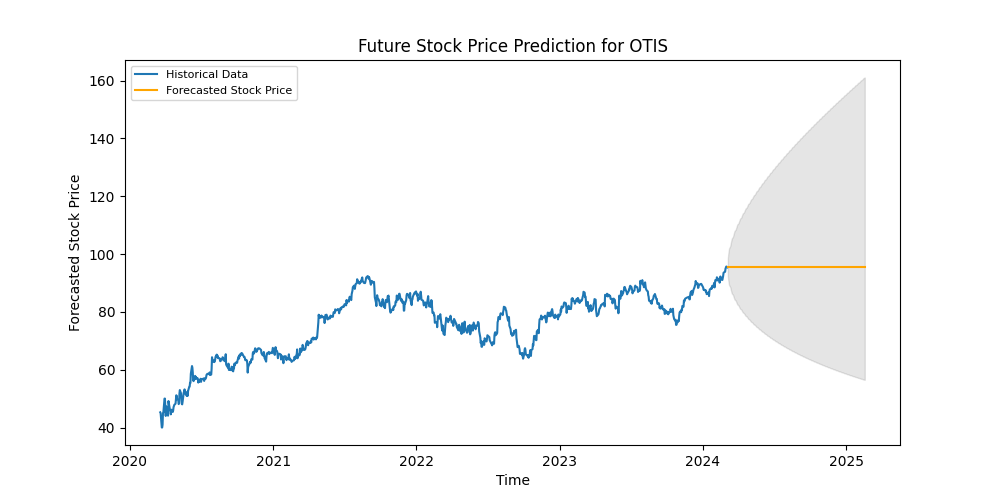 Future Stock Price Prediction for OTIS
Historical Data
Forecasted Stock Price
160
140
120
100
80
60
40
Forecasted Stock Price
2020
2021
2022
2023
2024
2025
Time